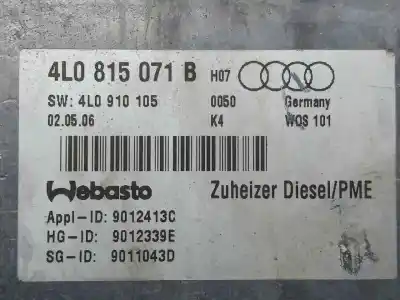 4L0 815 071 B H07
SW: 4L0 910 105 0050 Germany
02.05.06 K4 WOS 101
Webasto Zuheizer Diesel/PME
Appl-ID: 9012413C
HG-ID: 9012339E
SG-ID: 9011043D